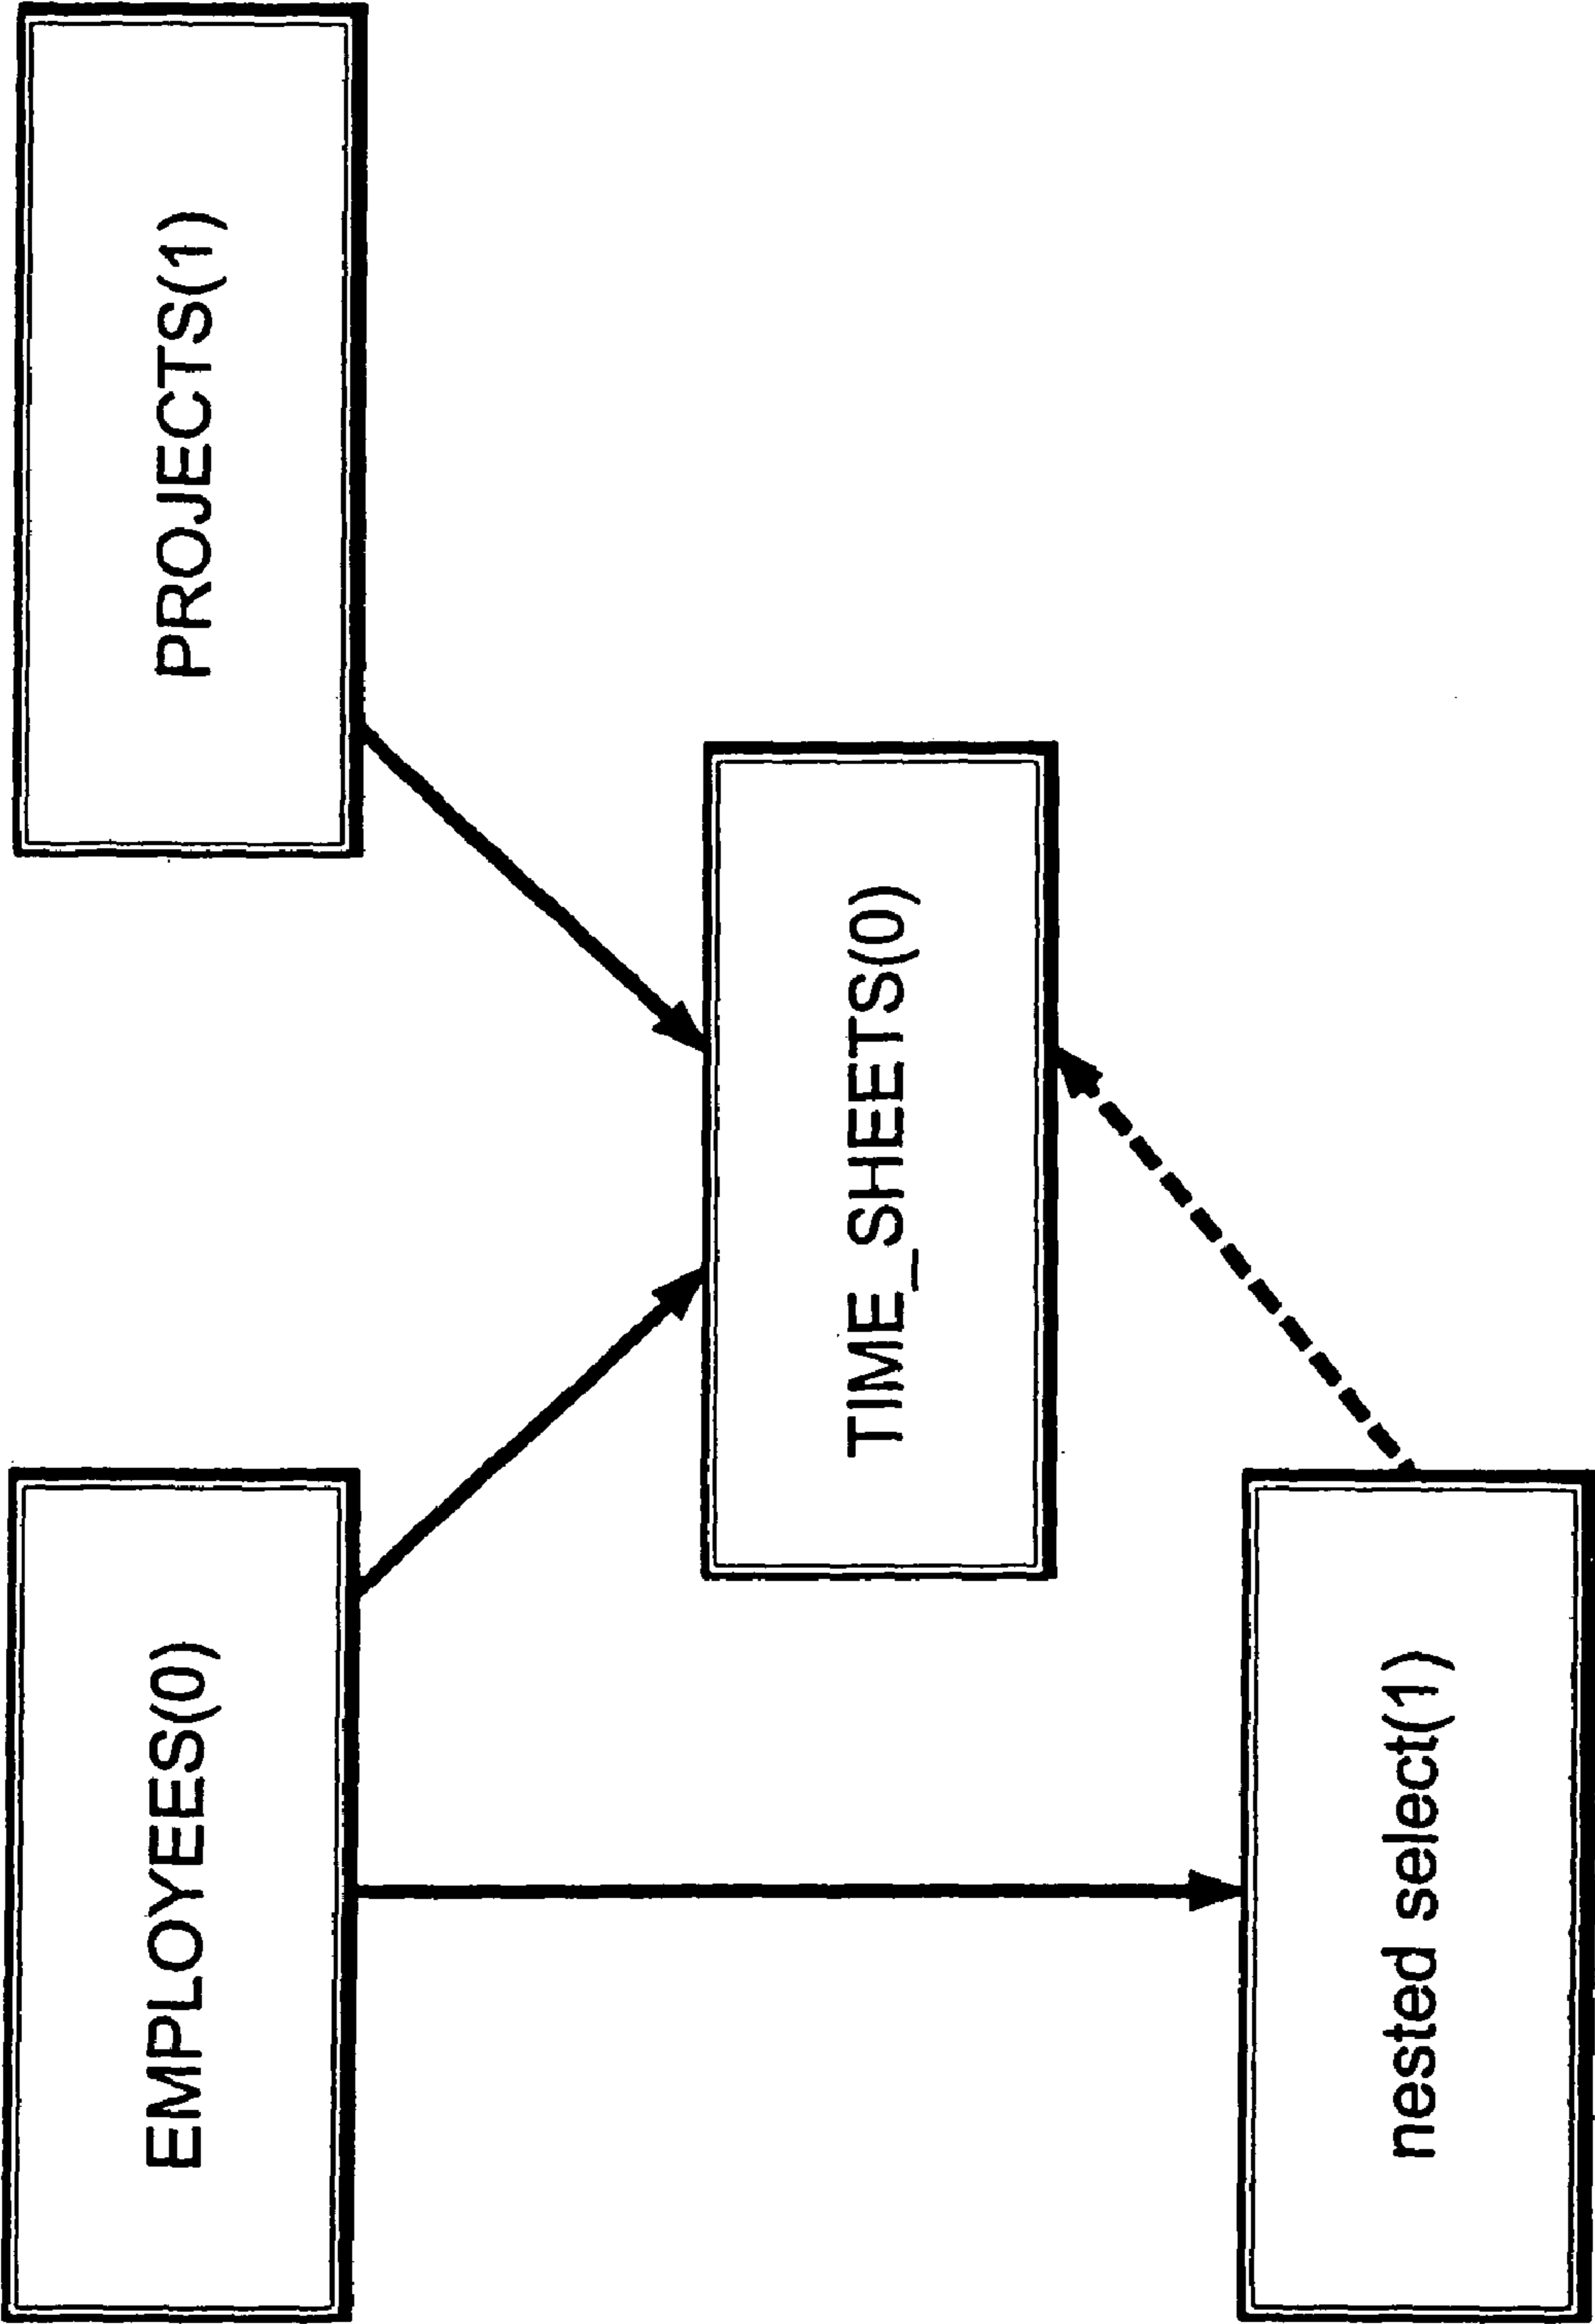 EMPLOYEES(0)
PROJECTS(1)
TIME_SHEETS(0)
nested select(1)